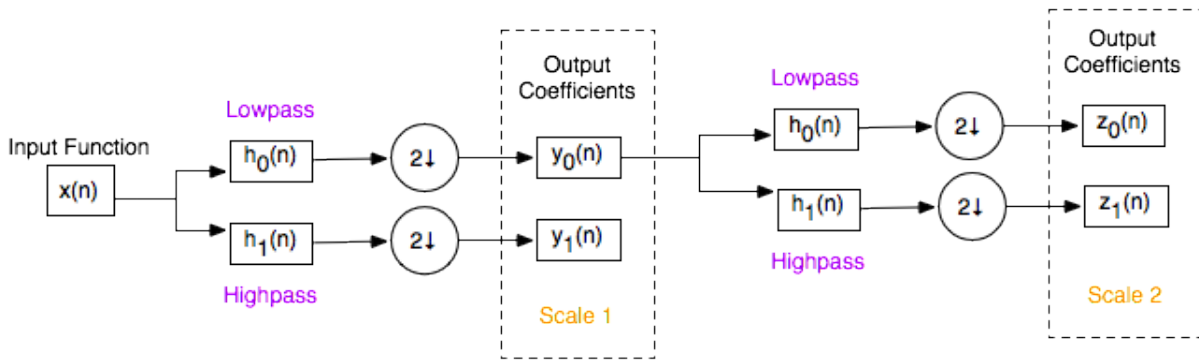 Input Function
x(n)
Lowpass
h0(n)
2↓
h1(n)
2↓
Highpass
Output
Coefficients
y0(n)
y1(n)
Scale 1
Lowpass
h0(n)
2↓
h1(n)
2↓
Highpass
Output
Coefficients
z0(n)
z1(n)
Scale 2